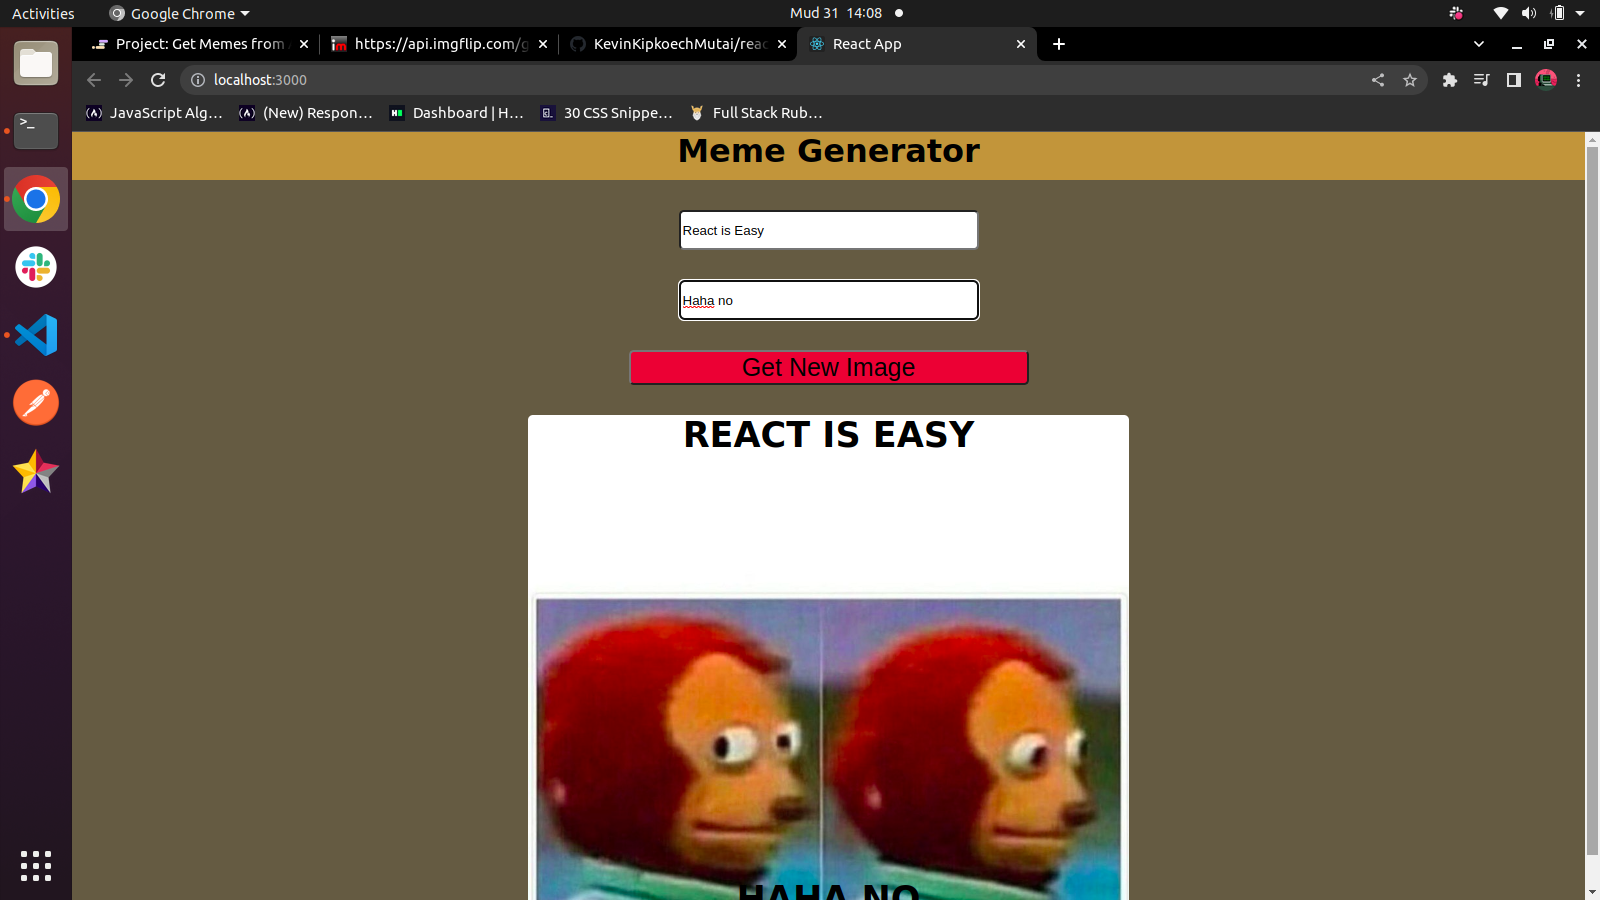 Activities
Google Chrome
Mud 31 14:08
Project: Get Memes from
https://api.imgflip.com/g
KevinKipkoechMutai/reac
React App
localhost:3000
JavaScript Alg...
(New) Respon...
Dashboard | H...
30 CSS Snippe...
Full Stack Rub...
Meme Generator
React is Easy
Haha no
Get New Image
REACT IS EASY
HAHA NO